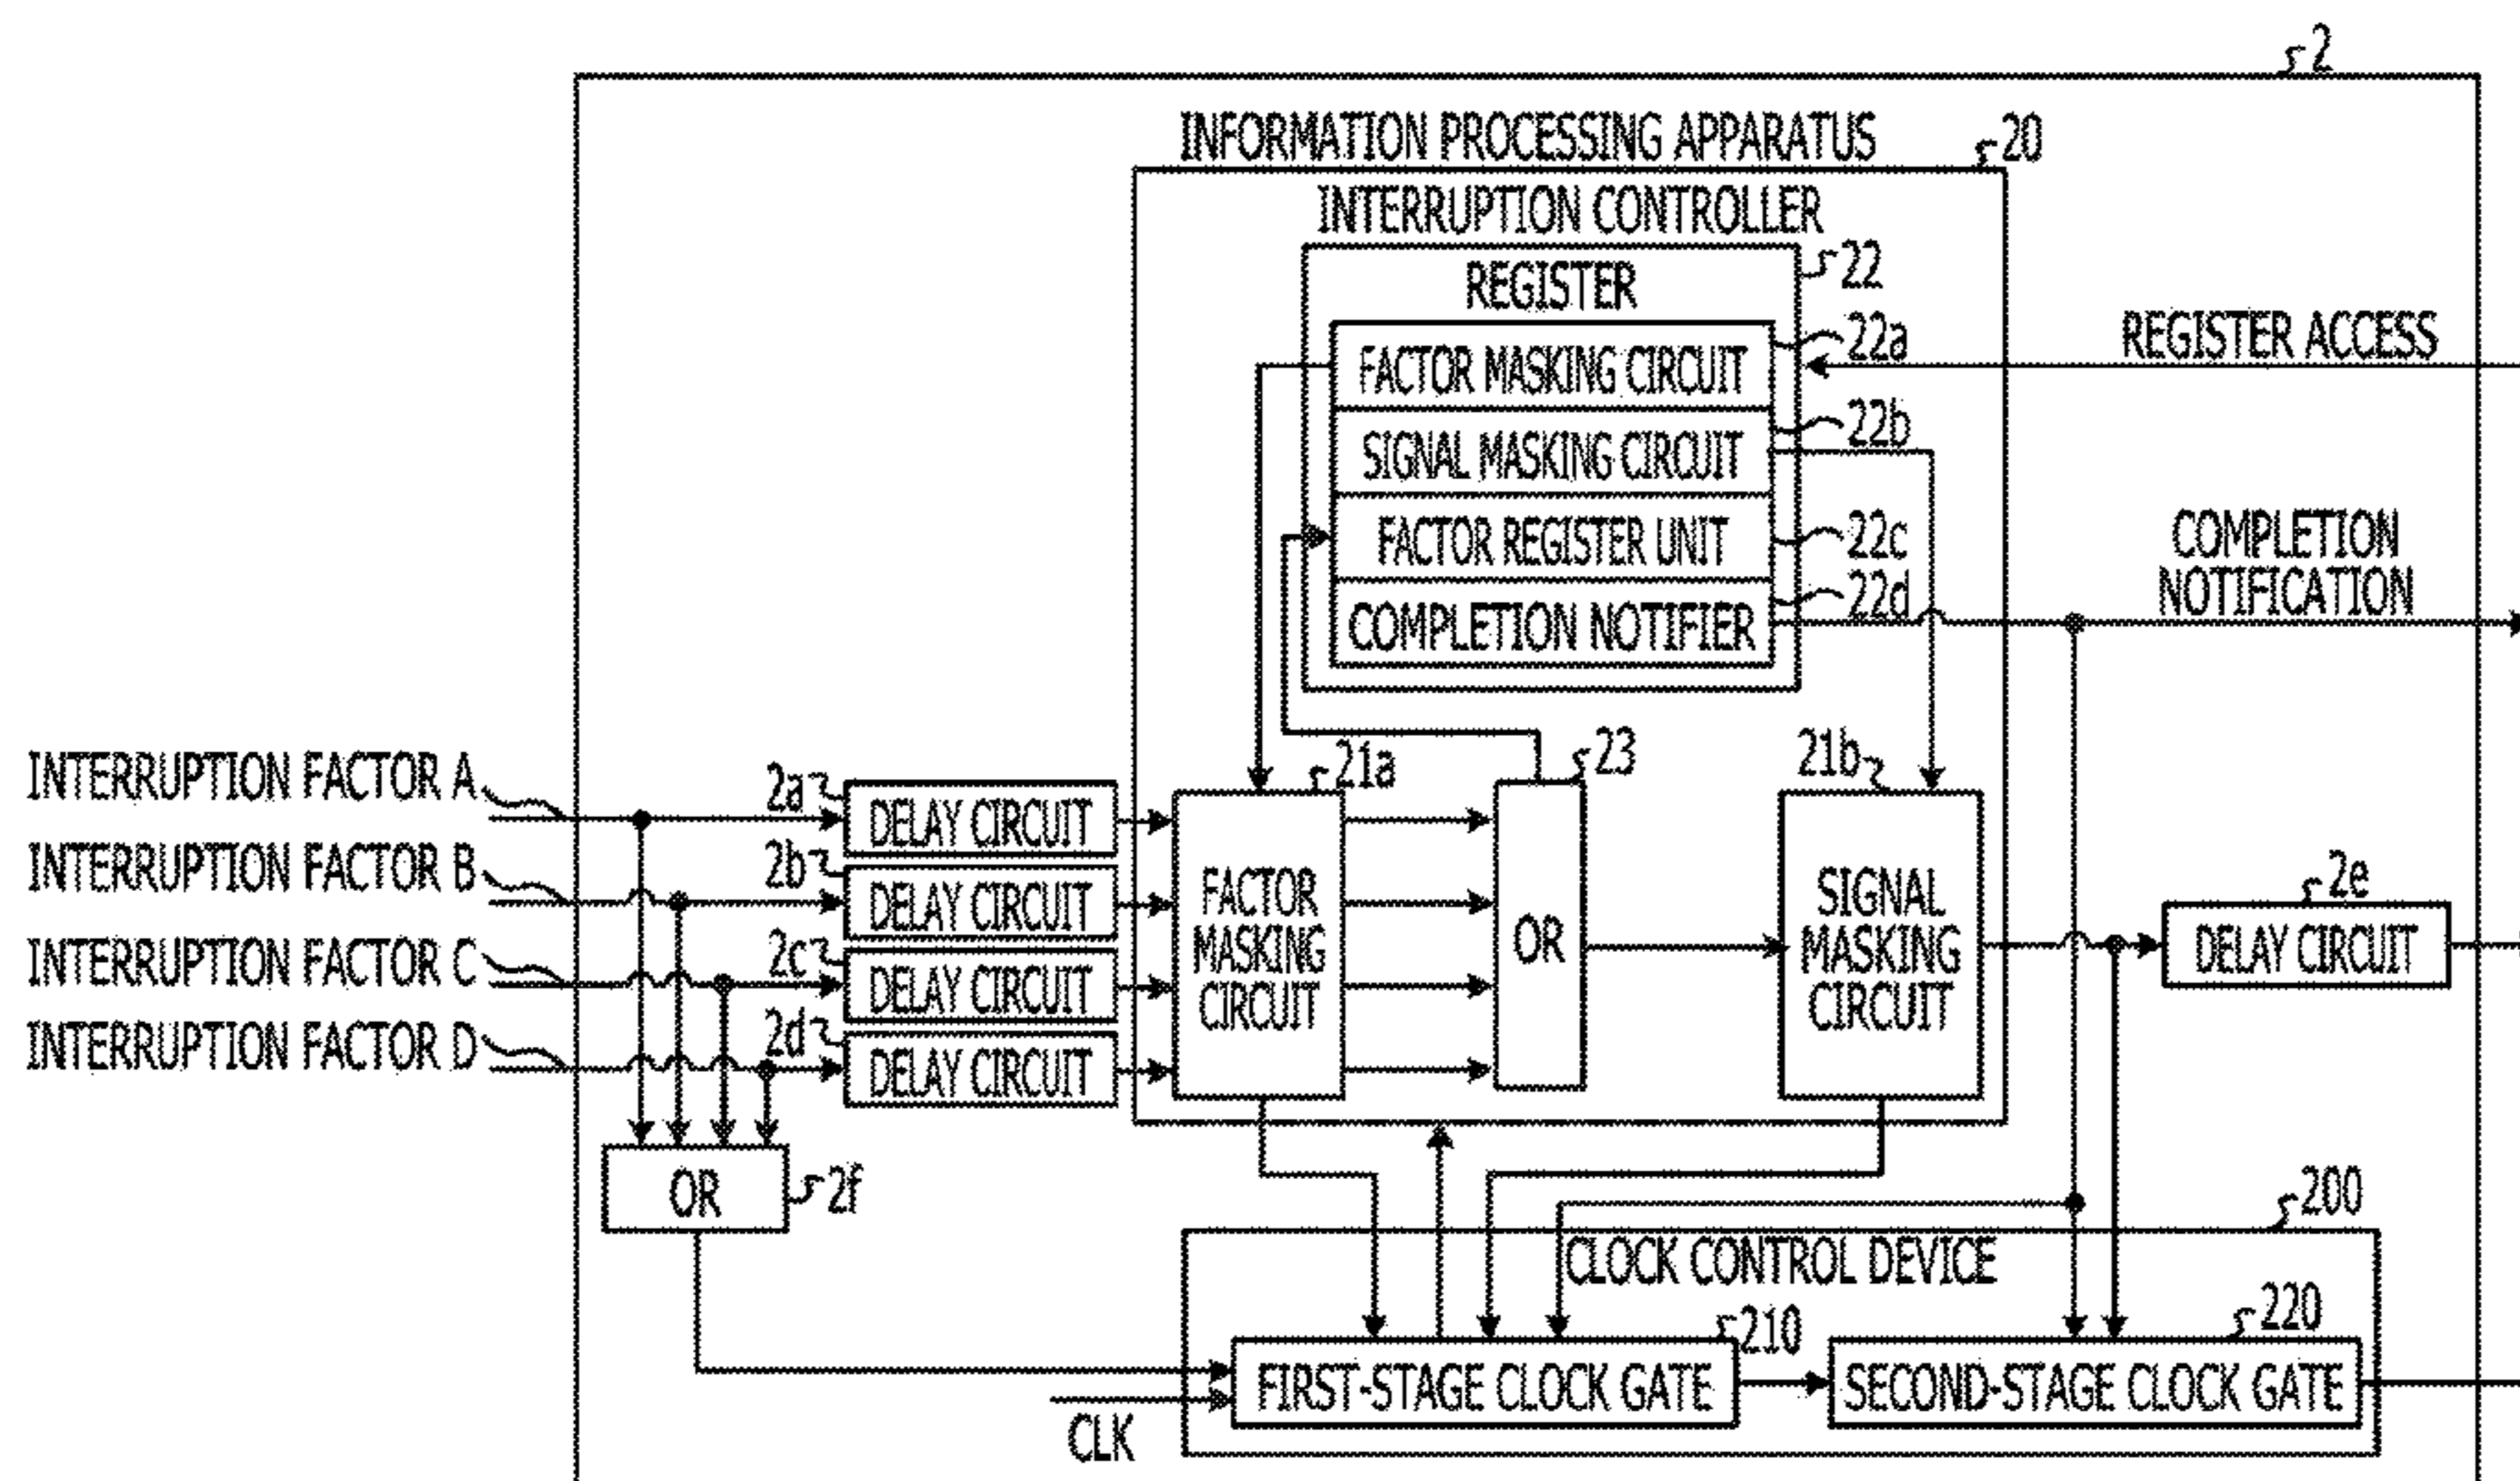 2
INFORMATION PROCESSING APPARATUS
20
INTERRUPTION CONTROLLER
REGISTER
22
FACTOR MASKING CIRCUIT
22a
REGISTER ACCESS
SIGNAL MASKING CIRCUIT
22b
FACTOR REGISTER UNIT
22c
COMPLETION NOTIFIER
22d
COMPLETION
NOTIFICATION
INTERRUPTION FACTOR A
INTERRUPTION FACTOR B
INTERRUPTION FACTOR C
INTERRUPTION FACTOR D
2a
DELAY CIRCUIT
2b
DELAY CIRCUIT
2c
DELAY CIRCUIT
2d
DELAY CIRCUIT
21a
FACTOR
MASKING
CIRCUIT
23
OR
21b
SIGNAL
MASKING
CIRCUIT
2e
DELAY CIRCUIT
OR
2f
200
CLOCK CONTROL DEVICE
210
FIRST-STAGE CLOCK GATE
220
SECOND-STAGE CLOCK GATE
CLK